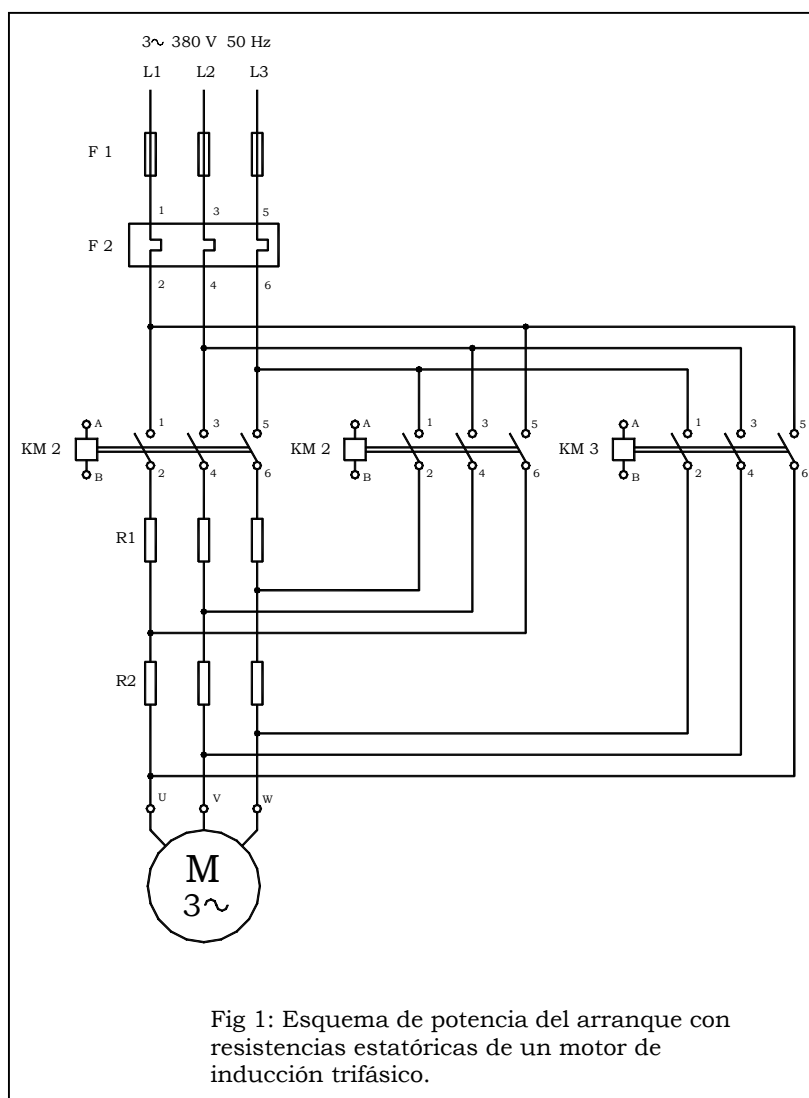 3~ 380 V 50 Hz
L1 L2 L3
F 1
1 3 5
F 2
2 4 6
A 1 3 5 A 1 3 5 A 1 3 5
KM 2 KM 2 KM 3
B 2 4 6 B 2 4 6 B 2 4 6
R1
R2
U V W
M
3~
Fig 1: Esquema de potencia del arranque con
resistencias estatóricas de un motor de
inducción trifásico.